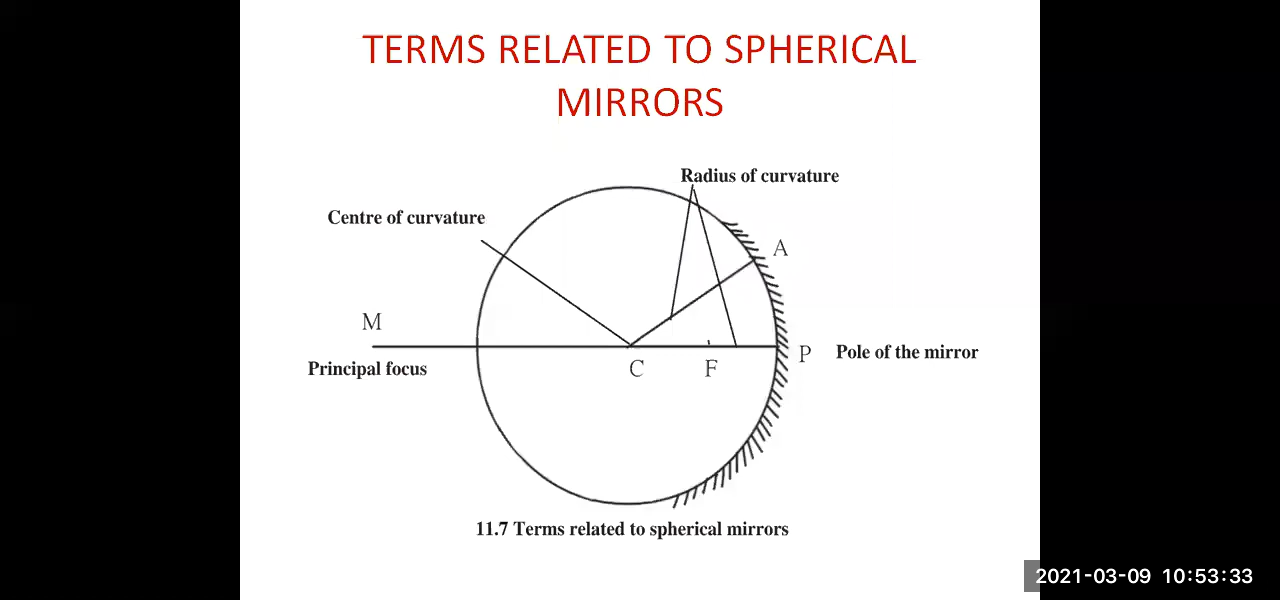 TERMS RELATED TO SPHERICAL
MIRRORS
Radius of curvature
Centre of curvature
A
M
P
Pole of the mirror
Principal focus
C
F
11.7 Terms related to spherical mirrors
2021-03-09 10:53:33